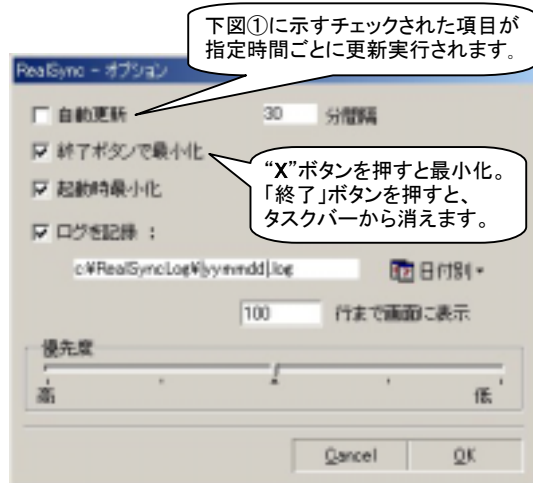 下図①に示すチェックされた項目が
指定時間ごとに更新実行されます。
RealSync - オプション
自動更新 30 分間隔
終了ボタンで最小化
“X”ボタンを押すと最小化。
「終了」ボタンを押すと、
タスクバーから消えます。
起動時最小化
ログを記録 :
c:¥RealSyncLog¥[yymmdd].log 日付別
100 行まで画面に表示
優先度
高 低
Cancel OK